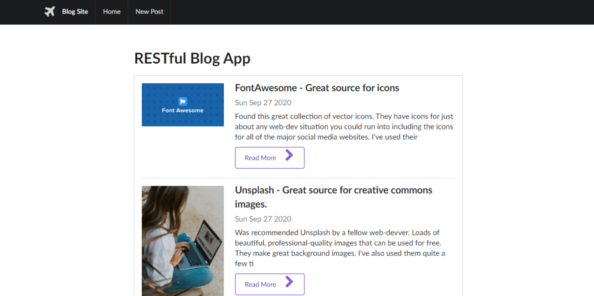 Blog Site Home New Post
RESTful Blog App
Font Awesome
FontAwesome - Great source for icons
Sun Sep 27 2020
Found this great collection of vector icons. They have icons for just
about any web-dev situation you could run into including the icons
for all of the major social media websites. I've used their
Read More
Unsplash - Great source for creative commons
images.
Sun Sep 27 2020
Was recommended Unsplash by a fellow web-devver. Loads of
beautiful, professional-quality images that can be used for free.
They make great background images. I've also used them quite a
few ti
Read More